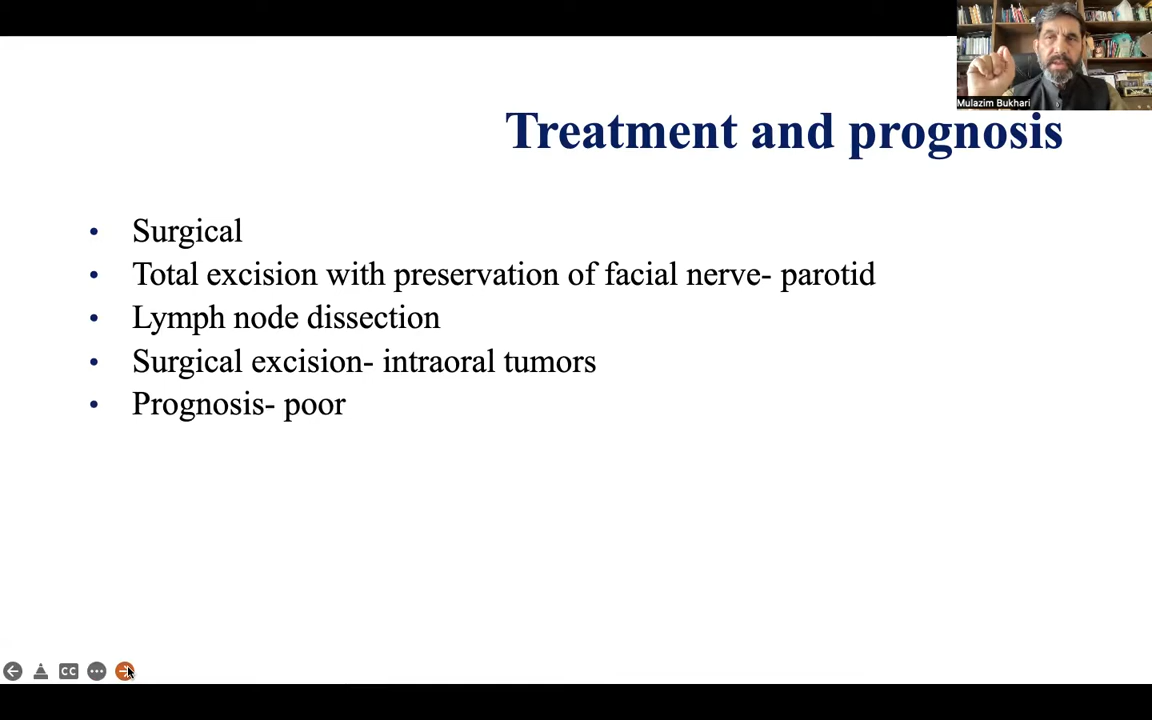 Mulazim Bukhari
Treatment and prognosis
• Surgical
• Total excision with preservation of facial nerve- parotid
• Lymph node dissection
• Surgical excision- intraoral tumors
• Prognosis- poor
CC